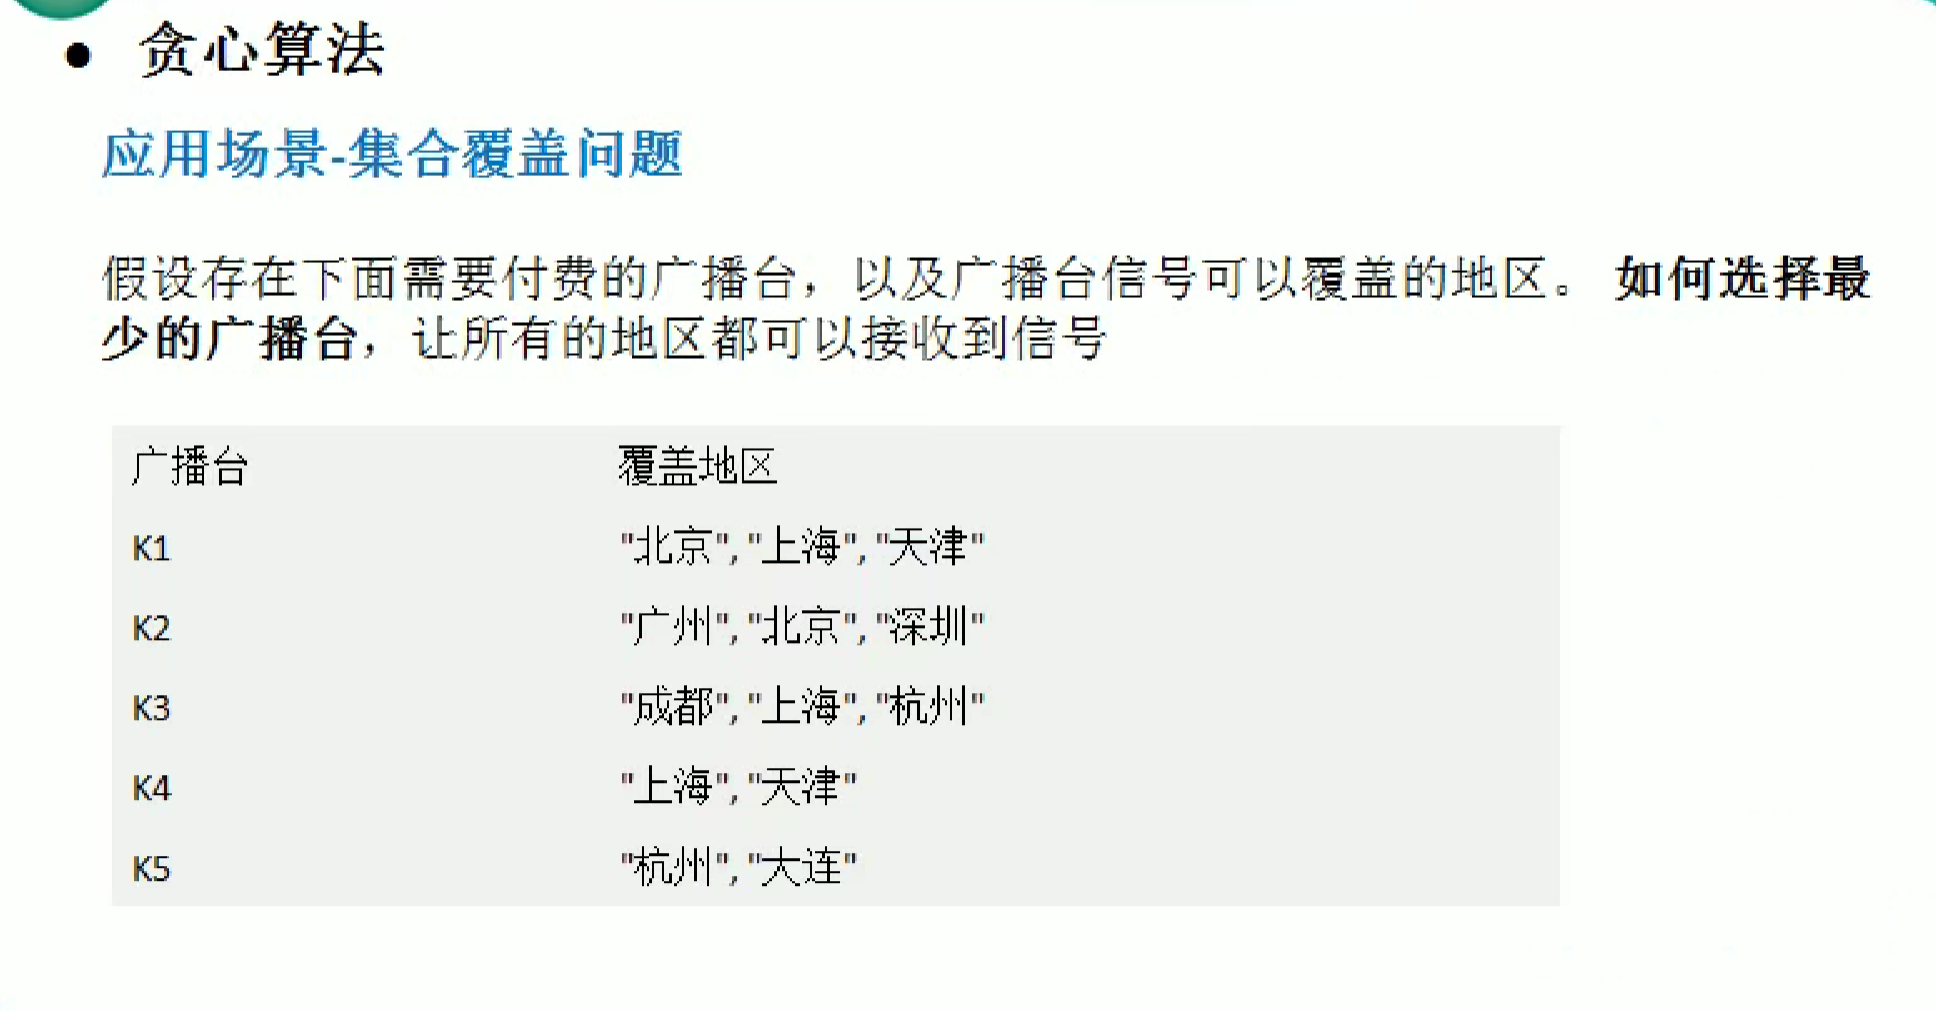 • 贪心算法
应用场景-集合覆盖问题
假设存在下面需要付费的广播台，以及广播台信号可以覆盖的地区。 如何选择最
少的广播台，让所有的地区都可以接收到信号
广播台 覆盖地区
K1 "北京", "上海", "天津"
K2 "广州", "北京", "深圳"
K3 "成都", "上海", "杭州"
K4 "上海", "天津"
K5 "杭州", "大连"